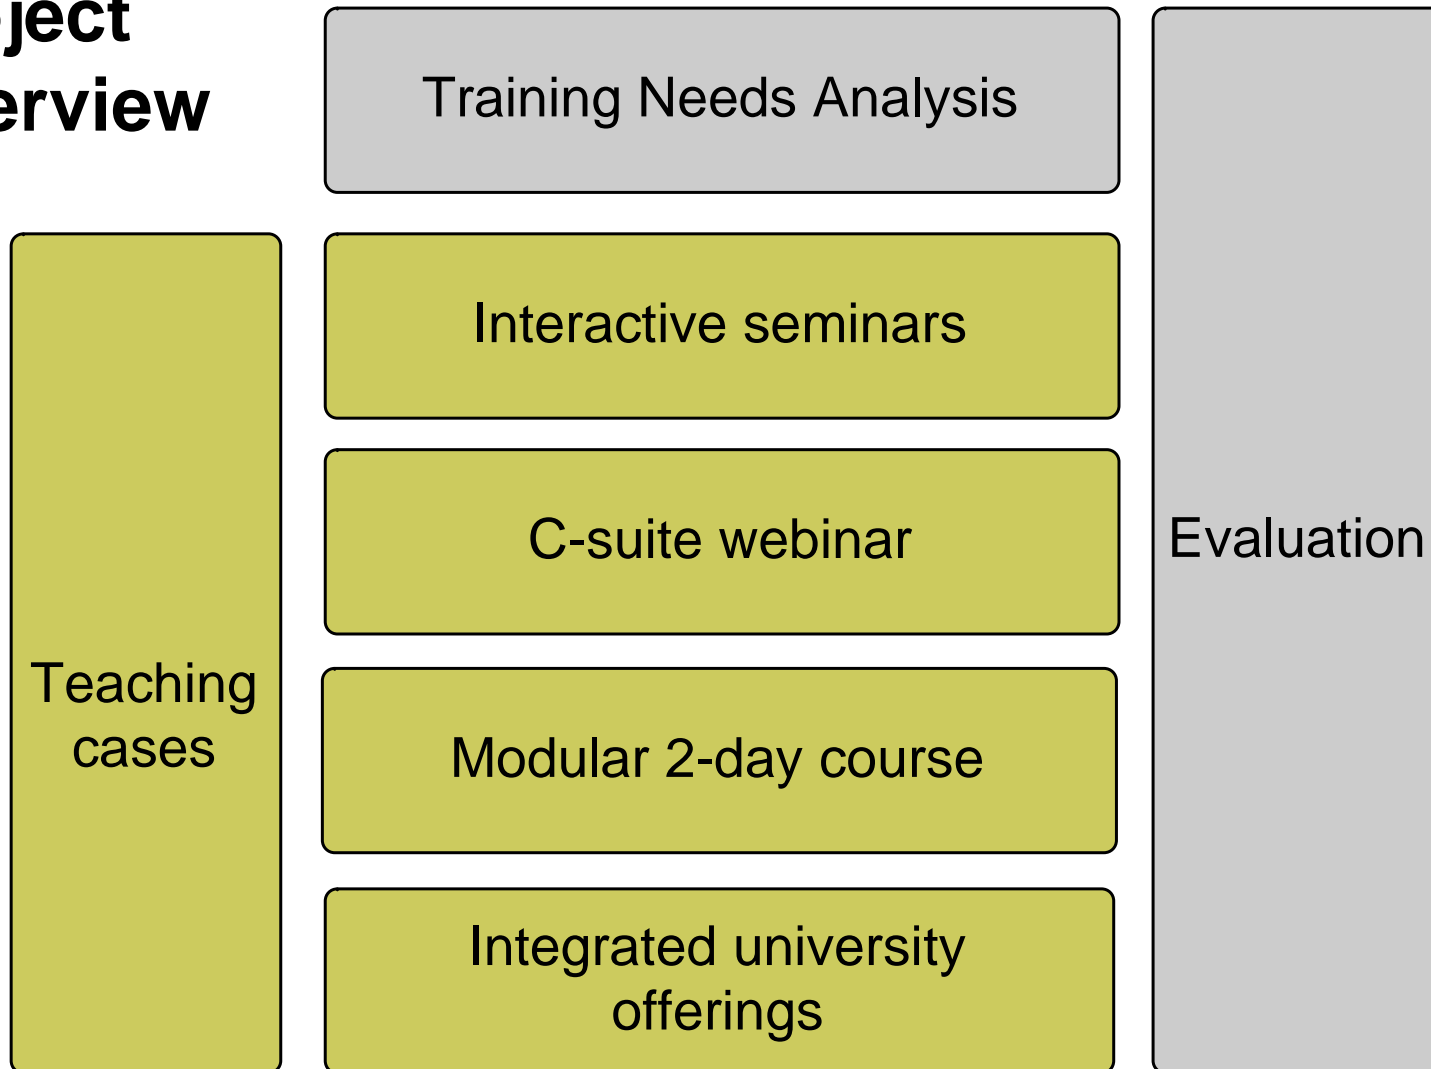 ject
erview
Training Needs Analysis
Interactive seminars
C-suite webinar
Evaluation
Teaching
cases
Modular 2-day course
Integrated university
offerings